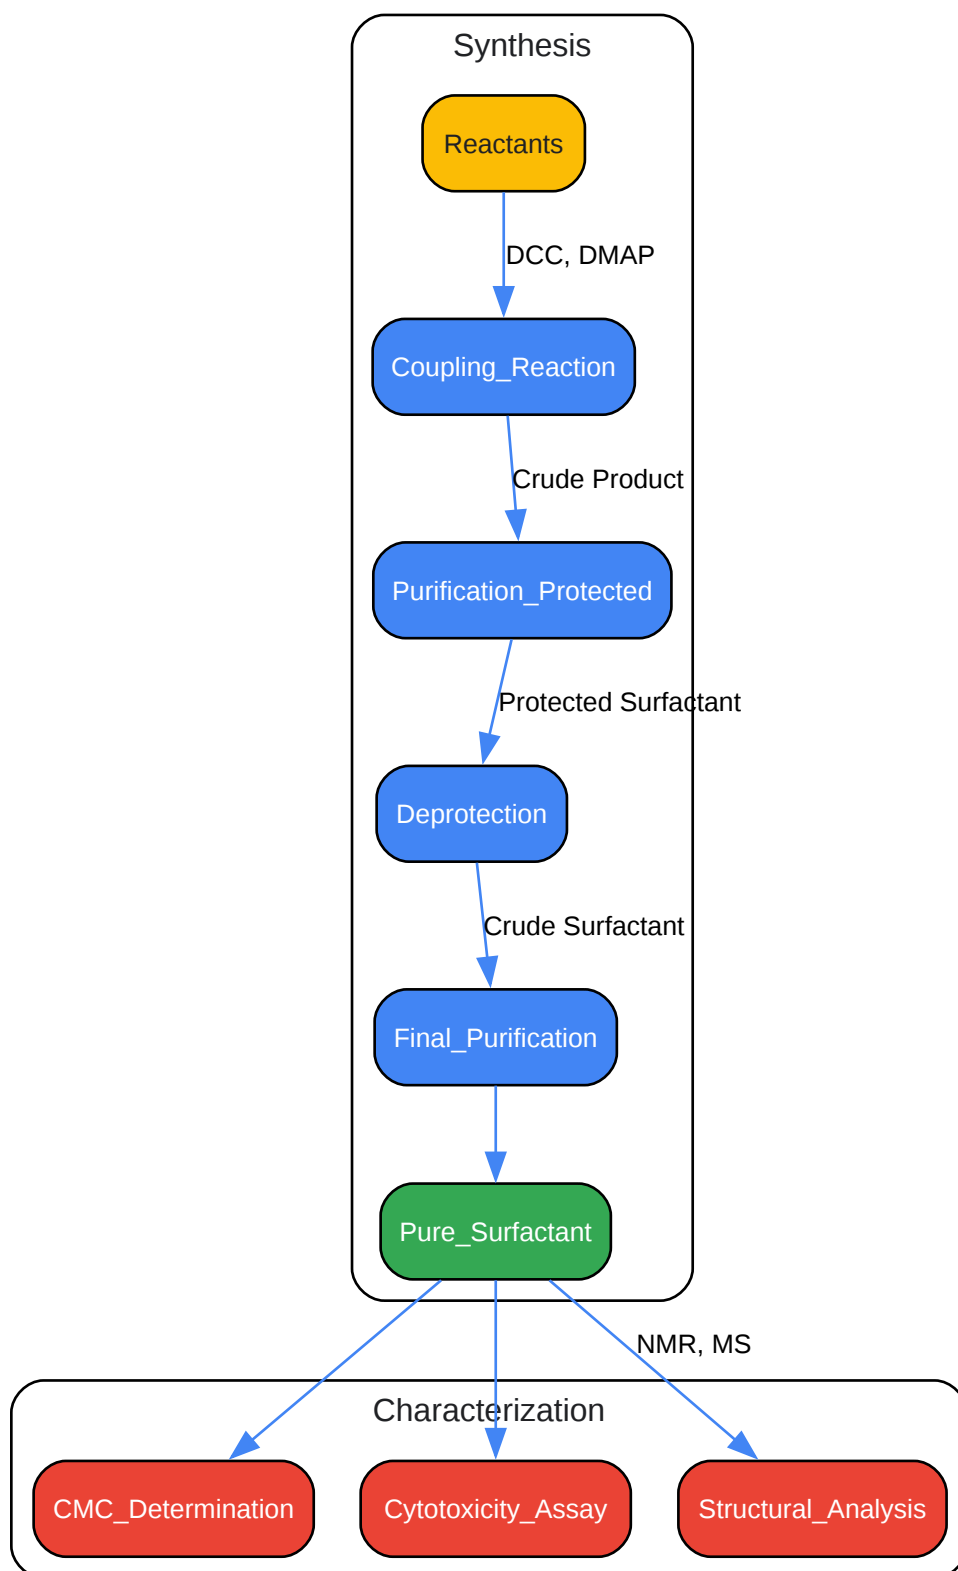 Synthesis
Reactants
DCC, DMAP
Coupling_Reaction
Crude Product
Purification_Protected
Protected Surfactant
Deprotection
Crude Surfactant
Final_Purification
Pure_Surfactant
NMR, MS
Characterization
CMC_Determination
Cytotoxicity_Assay
Structural_Analysis